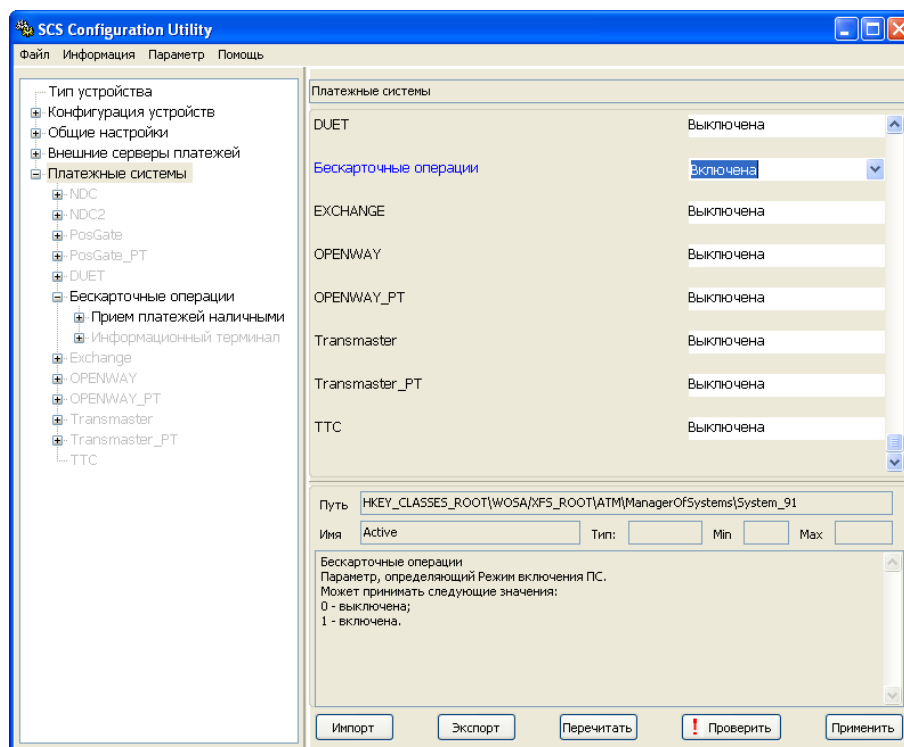 SCS Configuration Utility
Файл Информация Параметр Помощь
Тип устройства
Конфигурация устройств
Общие настройки
Внешние серверы платежей
Платежные системы
NDC
NDC2
PosGate
PosGate_PT
DUET
Бескарточные операции
Прием платежей наличными
Информационный терминал
Exchange
OPENWAY
OPENWAY_PT
Transmaster
Transmaster_PT
TTC
Платежные системы
DUET Выключена
Бескарточные операции Включена
EXCHANGE Выключена
OPENWAY Выключена
OPENWAY_PT Выключена
Transmaster Выключена
Transmaster_PT Выключена
TTC Выключена
Путь HKEY_CLASSES_ROOT\WOSA/XFS_ROOT\ATM\ManagerOfSystems\System_91
Имя Active Тип: Min Max
Бескарточные операции
Параметр, определяющий Режим включения ПС.
Может принимать следующие значения:
0 - выключена;
1 - включена.
Импорт Экспорт Перечитать ! Проверить Применить